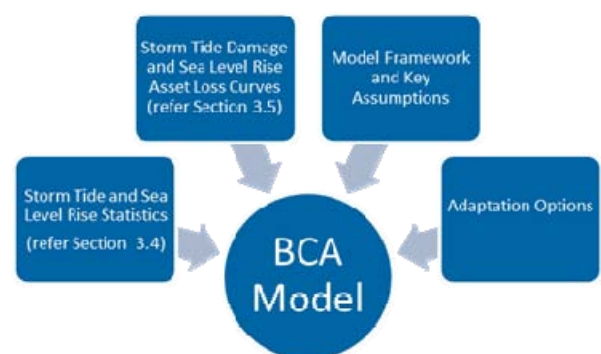 Storm Tide Damage
and Sea Level Rise
Asset Loss Curves
(refer Section 3.5)
Model Framework
and Key
Assumptions
Storm Tide and Sea
Level Rise Statistics
(refer Section 3.4)
Adaptation Options
BCA
Model